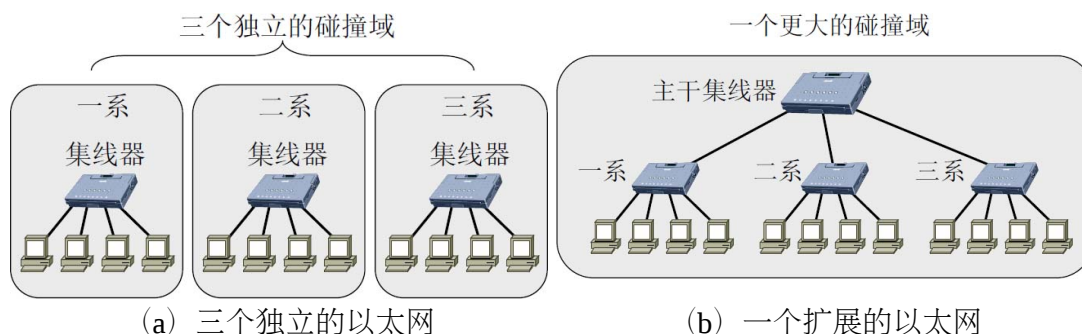 三个独立的碰撞域
一系
集线器
二系
集线器
三系
集线器
(a) 三个独立的以太网
一个更大的碰撞域
主干集线器
一系
二系
三系
(b) 一个扩展的以太网